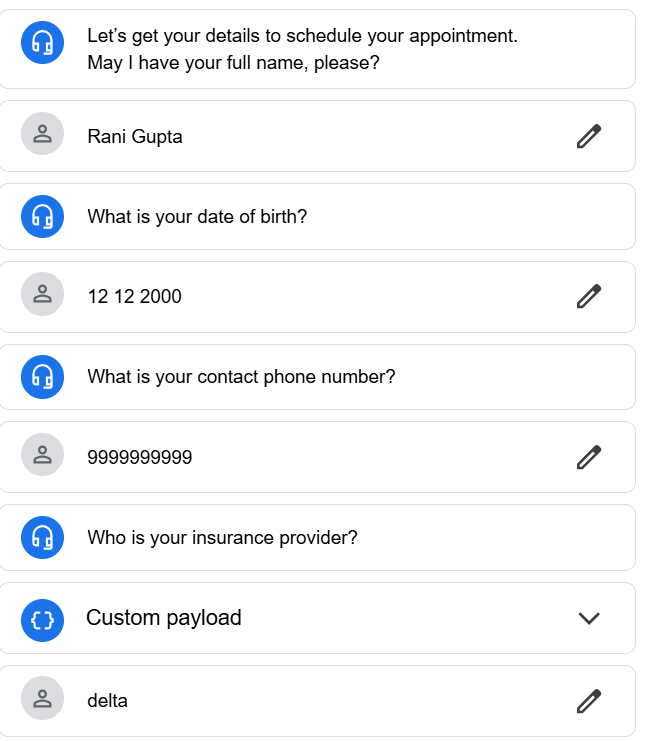 Let’s get your details to schedule your appointment.
May I have your full name, please?
Rani Gupta
What is your date of birth?
12 12 2000
What is your contact phone number?
9999999999
Who is your insurance provider?
Custom payload
delta